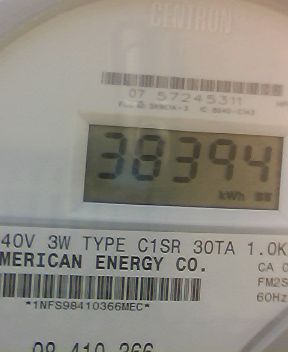 CENTRON
07 57245311
38394
kWh
40V 3W TYPE C1SR 30TA 1.0K
MERICAN ENERGY CO.
CA 0
FM2S
60Hz
*1NFS98410366MEC*
98 410 366